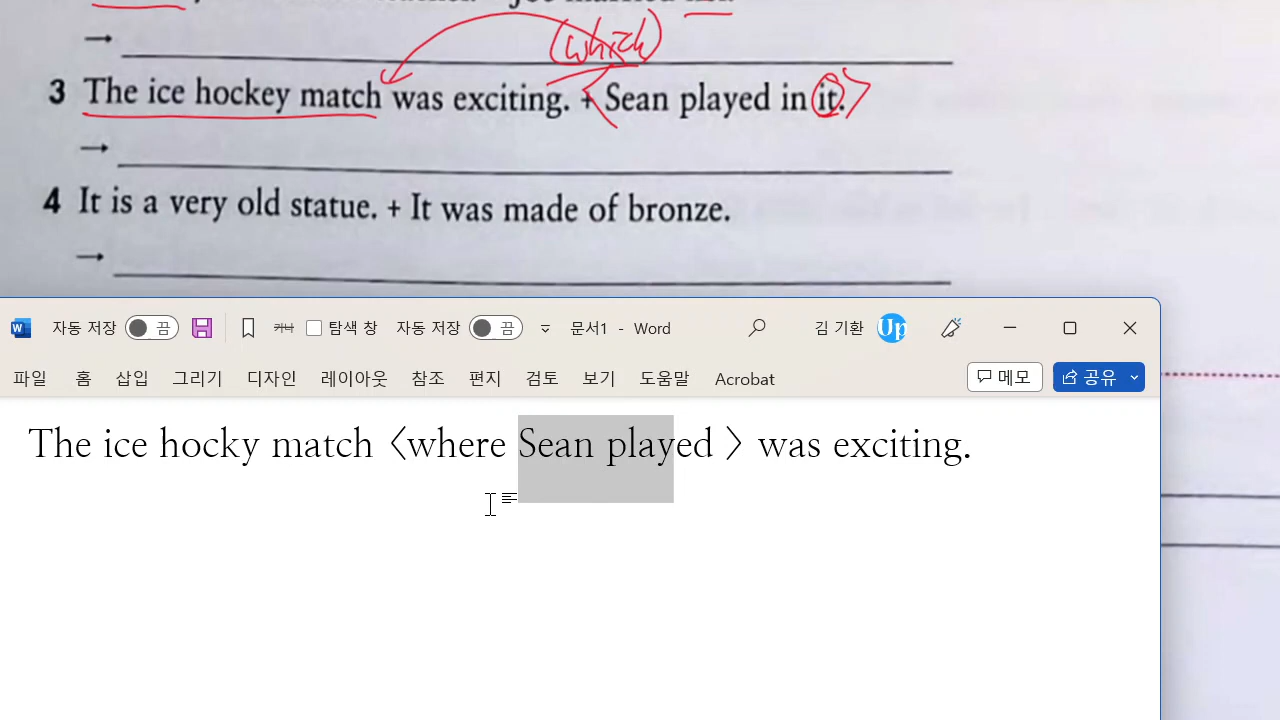 (which)
→
3 The ice hockey match was exciting. + < Sean played in it. >
→
4 It is a very old statue. + It was made of bronze.
→
자동 저장 끔 가나 탐색 창 자동 저장 끔 문서1 - Word 김 기환 Up
파일 홈 삽입 그리기 디자인 레이아웃 참조 편지 검토 보기 도움말 Acrobat 메모 공유
The ice hocky match 〈where Sean played 〉 was exciting.